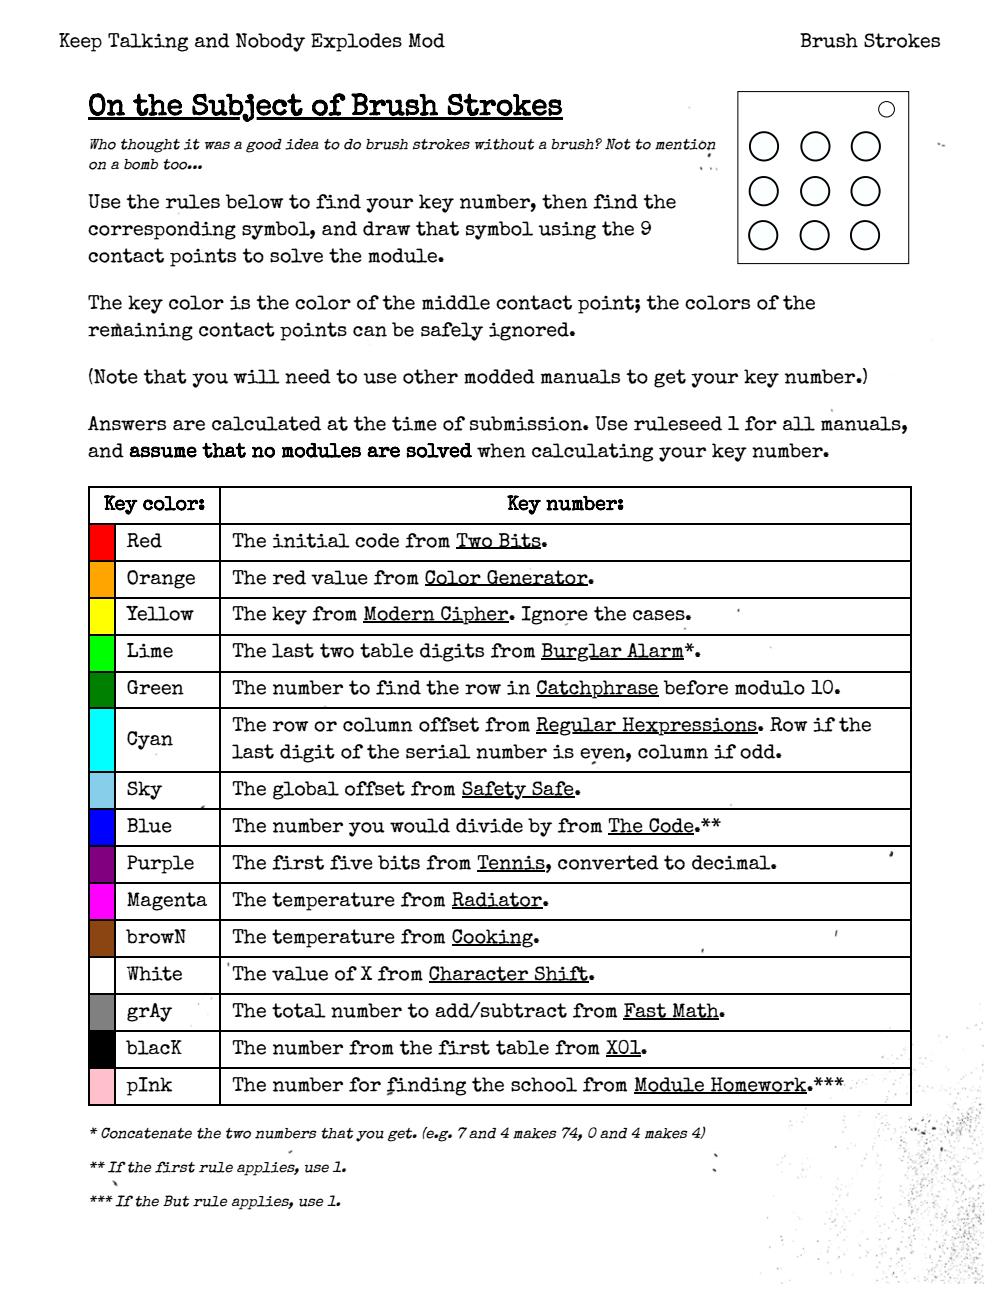 Keep Talking and Nobody Explodes Mod
Brush Strokes
On the Subject of Brush Strokes
Who thought it was a good idea to do brush strokes without a brush? Not to mention
on a bomb too...
Use the rules below to find your key number, then find the
corresponding symbol, and draw that symbol using the 9
contact points to solve the module.
The key color is the color of the middle contact point; the colors of the
remaining contact points can be safely ignored.
(Note that you will need to use other modded manuals to get your key number.)
Answers are calculated at the time of submission. Use ruleseed 1 for all manuals,
and assume that no modules are solved when calculating your key number.
Key color: Key number:
Red The initial code from Two Bits.
Orange The red value from Color Generator.
Yellow The key from Modern Cipher. Ignore the cases.
Lime The last two table digits from Burglar Alarm*.
Green The number to find the row in Catchphrase before modulo 10.
Cyan The row or column offset from Regular Hexpressions. Row if the
last digit of the serial number is even, column if odd.
Sky The global offset from Safety Safe.
Blue The number you would divide by from The Code.**
Purple The first five bits from Tennis, converted to decimal.
Magenta The temperature from Radiator.
browN The temperature from Cooking.
White The value of X from Character Shift.
grAy The total number to add/subtract from Fast Math.
blacK The number from the first table from X01.
pInk The number for finding the school from Module Homework.***
* Concatenate the two numbers that you get. (e.g. 7 and 4 makes 74, 0 and 4 makes 4)
** If the first rule applies, use 1.
*** If the But rule applies, use 1.